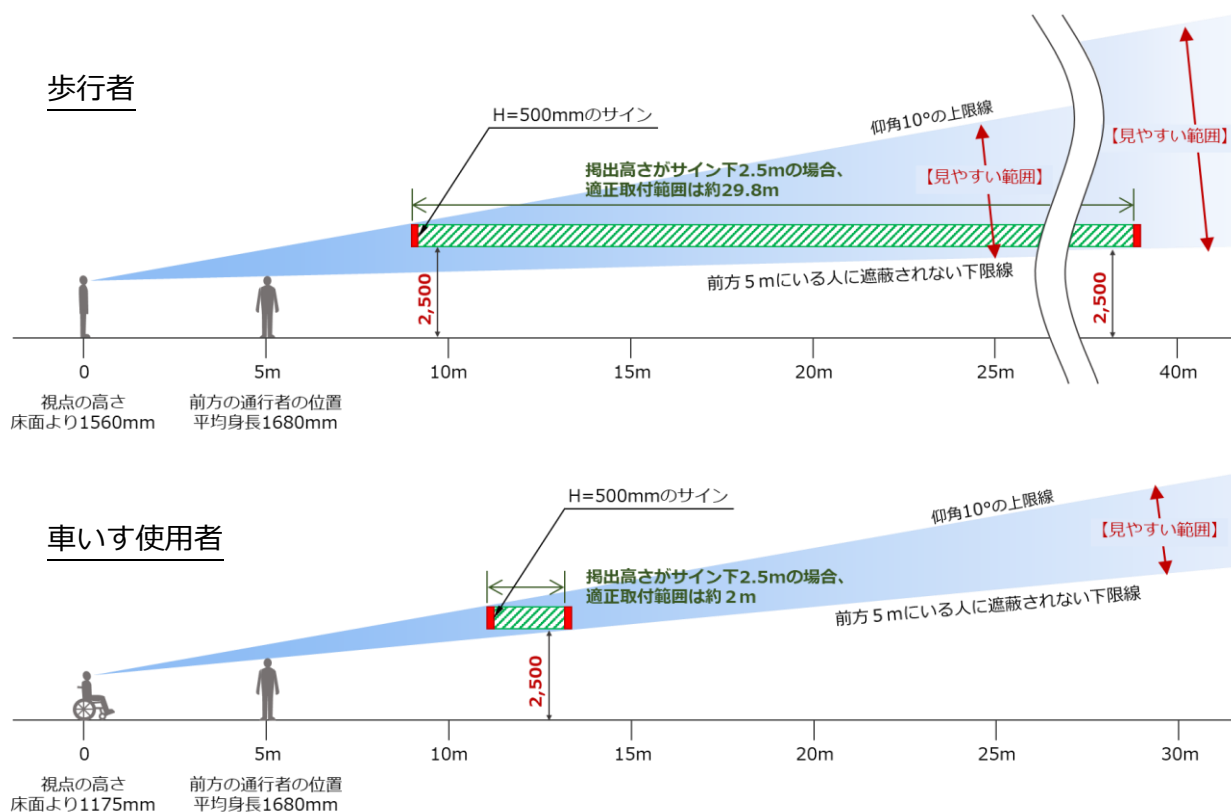 歩行者
H=500mmのサイン
仰角10°の上限線
【見やすい範囲】
【見やすい範囲】
掲出高さがサイン下2.5mの場合、
適正取付範囲は約29.8m
2,500
前方５ｍにいる人に遮蔽されない下限線
2,500
0
5m
10m
15m
20m
25m
40m
視点の高さ
床面より1560mm
前方の通行者の位置
平均身長1680mm
車いす使用者
H=500mmのサイン
仰角10°の上限線
【見やすい範囲】
掲出高さがサイン下2.5mの場合、
適正取付範囲は約２ｍ
前方５ｍにいる人に遮蔽されない下限線
2,500
0
5m
10m
15m
20m
25m
30m
視点の高さ
床面より1175mm
前方の通行者の位置
平均身長1680mm